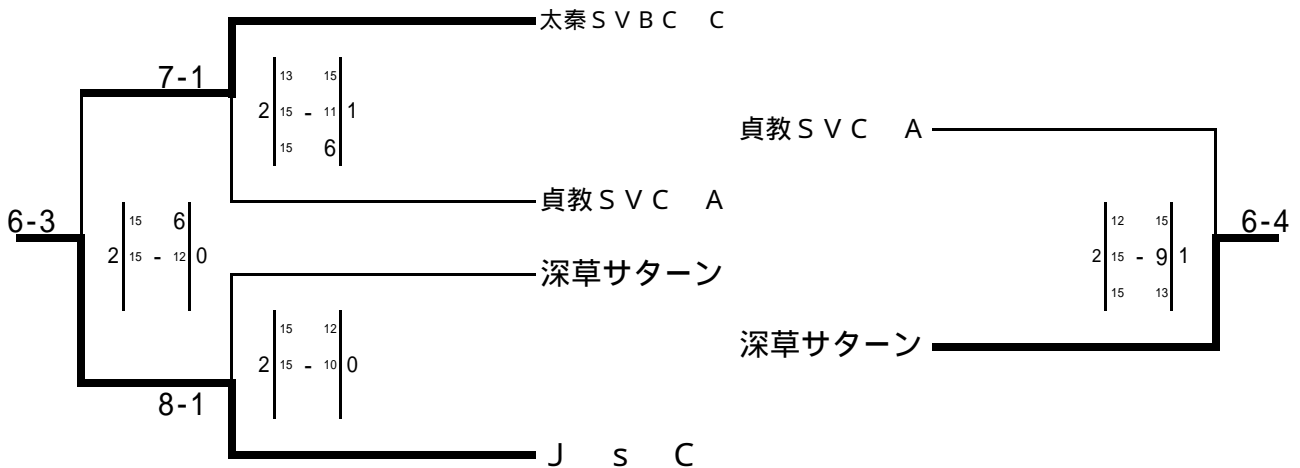 太秦ＳＶＢＣ　Ｃ
7-1
13 15
2 15 - 11 1
15 6
貞教ＳＶＣ　Ａ
6-3
15 6
2 15 - 12 0
深草サターン
15 12
2 15 - 10 0
8-1
Ｊ　ｓ　Ｃ
貞教ＳＶＣ　Ａ
6-4
12 15
2 15 - 9 1
15 13
深草サターン